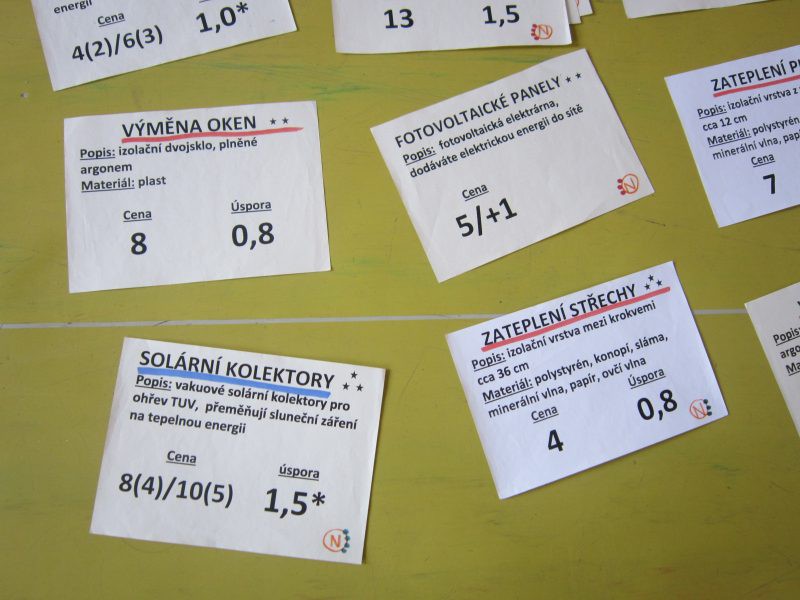 energii
Cena
4(2)/6(3)
1,0*
13
1,5
N
VÝMĚNA OKEN
Popis: izolační dvojsklo, plněné
argonem
Materiál: plast
Cena
Úspora
8
0,8
FOTOVOLTAICKÉ PANELY
Popis: fotovoltaická elektrárna,
dodáváte elektrickou energii do sítě
Cena
5/+1
N
ZATEPLENÍ
Popis: izolační vrstva z
cca 12 cm
Materiál: polystyrén,
minerální vlna,
Cena
7
SOLÁRNÍ KOLEKTORY
Popis: vakuové solární kolektory pro
ohřev TUV, přeměňují sluneční záření
na tepelnou energii
Cena
úspora
8(4)/10(5)
1,5*
N
ZATEPLENÍ STŘECHY
Popis: izolační vrstva mezi krokvemi
cca 36 cm
Materiál: polystyrén, konopí, sláma,
minerální vlna, papír, ovčí vlna
Cena
Úspora
4
0,8
N